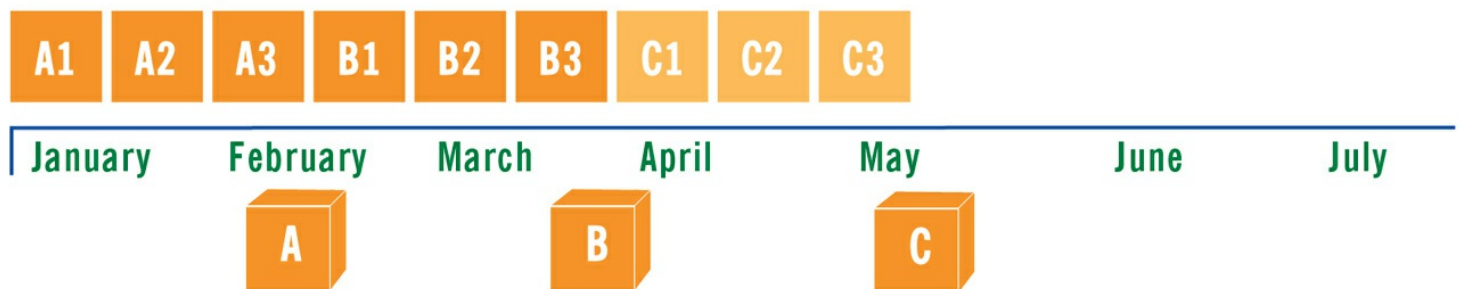 A1 A2 A3 B1 B2 B3 C1 C2 C3
January February March April May June July
A B C